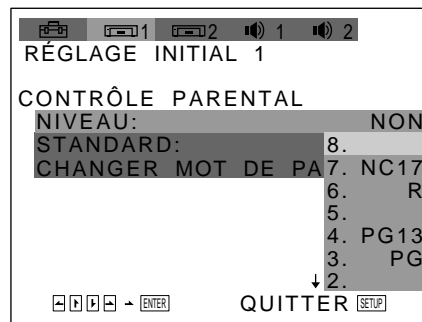 1 2 1 2
RÉGLAGE INITIAL 1
CONTRÔLE PARENTAL
NIVEAU: NON
STANDARD: 8.
CHANGER MOT DE PA 7. NC17
6. R
5.
4. PG13
3. PG
2.
ENTER QUITTER SETUP